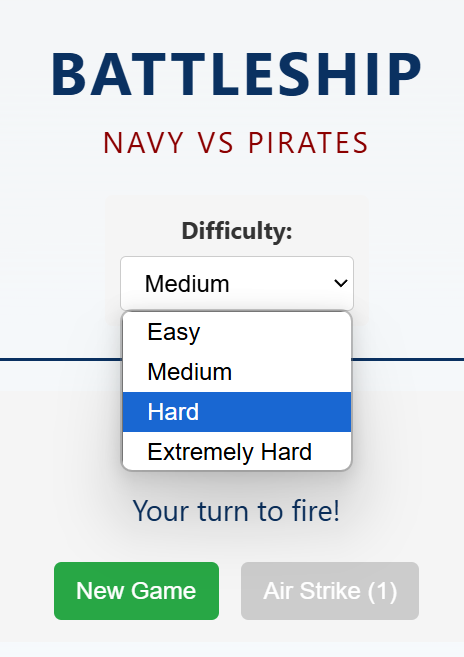 BATTLESHIP
NAVY VS PIRATES
Difficulty:
Medium
Easy
Medium
Hard
Extremely Hard
Your turn to fire!
New Game
Air Strike (1)